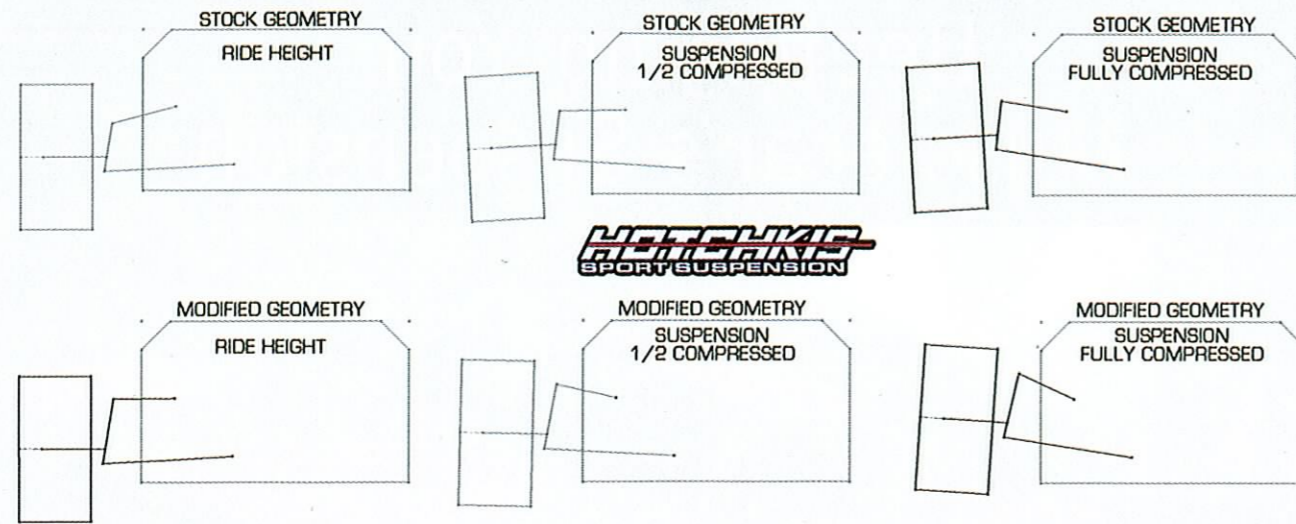 STOCK GEOMETRY
RIDE HEIGHT
STOCK GEOMETRY
SUSPENSION
1/2 COMPRESSED
STOCK GEOMETRY
SUSPENSION
FULLY COMPRESSED
HOTCHKIS
SPORT SUSPENSION
MODIFIED GEOMETRY
RIDE HEIGHT
MODIFIED GEOMETRY
SUSPENSION
1/2 COMPRESSED
MODIFIED GEOMETRY
SUSPENSION
FULLY COMPRESSED